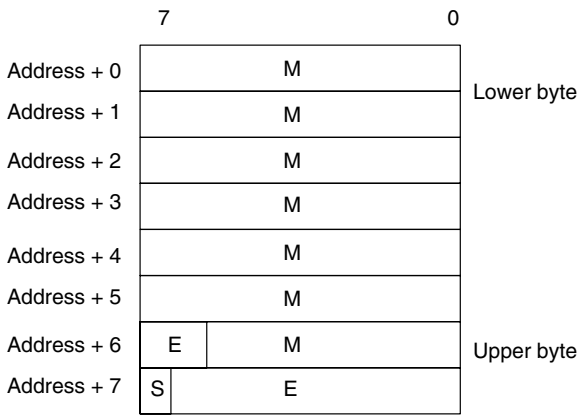 7 0
Address + 0 M
Lower byte
Address + 1 M
Address + 2 M
Address + 3 M
Address + 4 M
Address + 5 M
Address + 6 E M Upper byte
Address + 7 S E